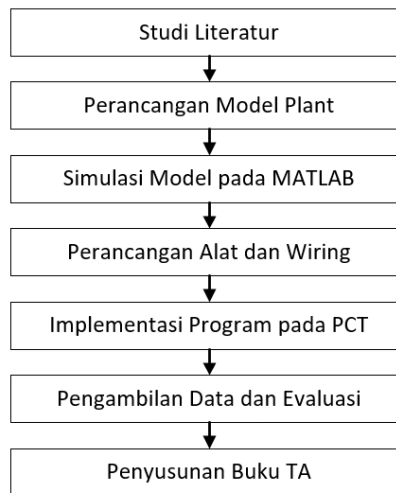 Studi Literatur
Perancangan Model Plant
Simulasi Model pada MATLAB
Perancangan Alat dan Wiring
Implementasi Program pada PCT
Pengambilan Data dan Evaluasi
Penyusunan Buku TA